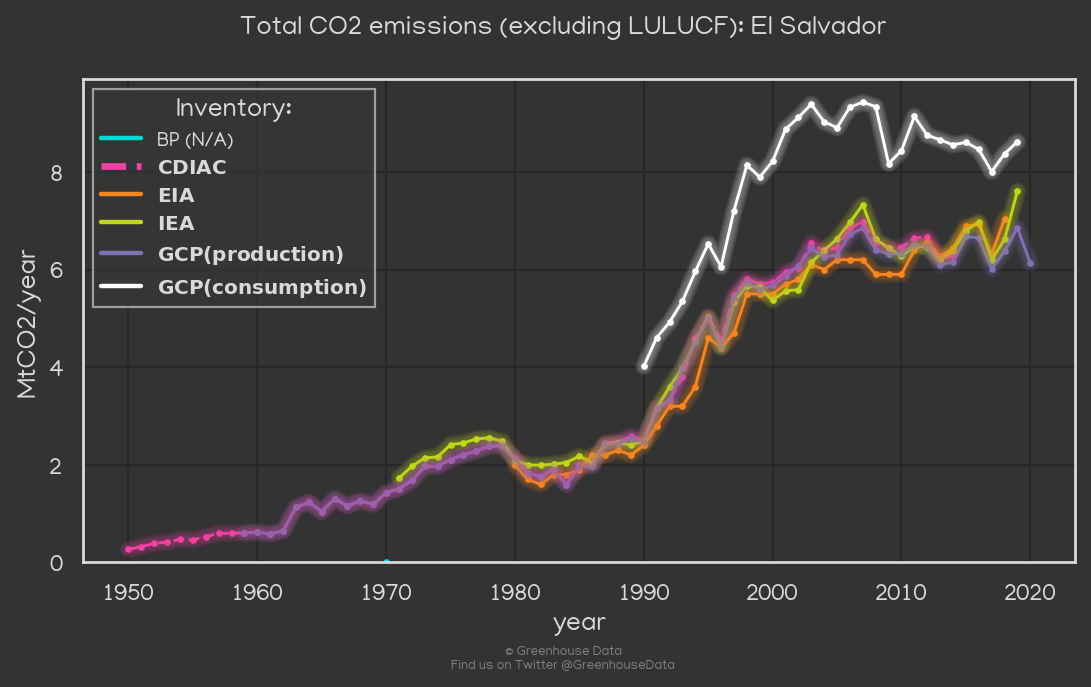 Total CO2 emissions (excluding LULUCF): El Salvador
Inventory:
BP (N/A)
CDIAC
EIA
IEA
GCP(production)
GCP(consumption)
MtCO2/year
8
6
4
2
0
1950 1960 1970 1980 1990 2000 2010 2020
year
© Greenhouse Data
Find us on Twitter @GreenhouseData